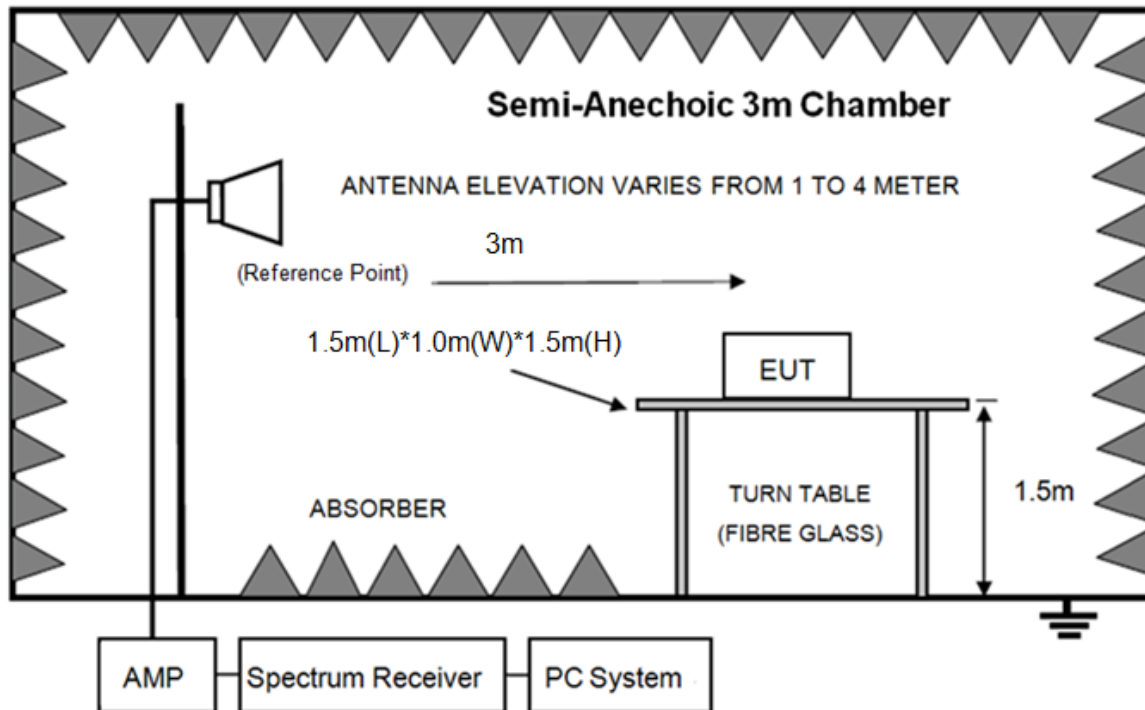 Semi-Anechoic 3m Chamber
ANTENNA ELEVATION VARIES FROM 1 TO 4 METER
3m
(Reference Point)
1.5m(L)*1.0m(W)*1.5m(H)
EUT
ABSORBER
TURN TABLE
(FIBRE GLASS)
1.5m
AMP
Spectrum Receiver
PC System